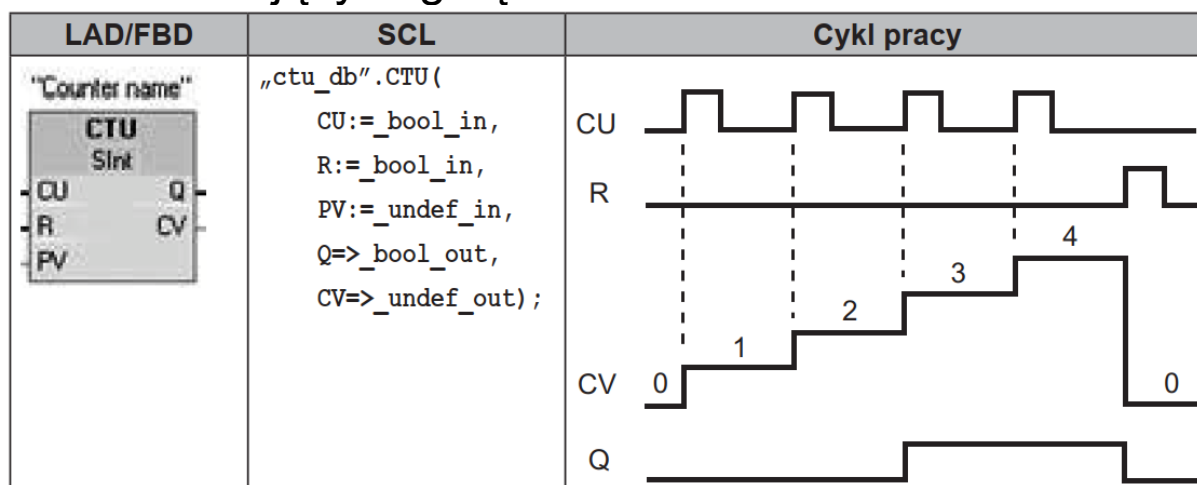 LAD/FBD
SCL
Cykl pracy
"Counter name"
CTU
SInt
CU Q
R CV
PV
„ctu_db”.CTU(
CU:=_bool_in,
R:=_bool_in,
PV:=_undef_in,
Q=>_bool_out,
CV=>_undef_out);
CU
R
4
3
2
1
CV 0 0
Q